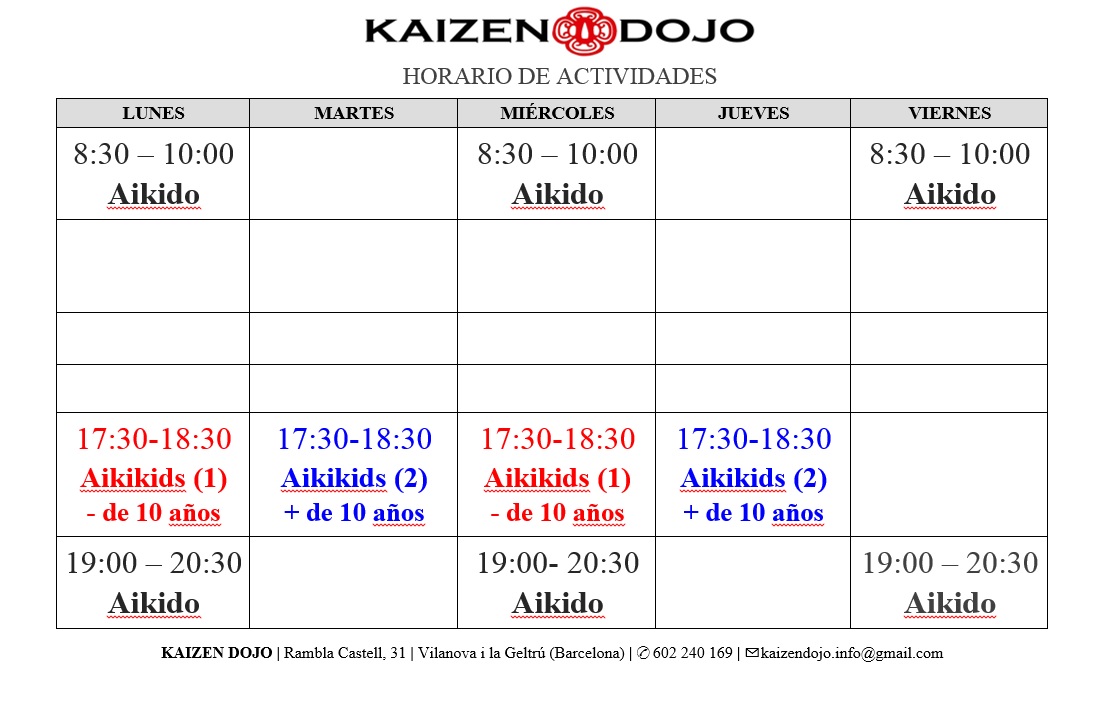 KAIZEN DOJO
HORARIO DE ACTIVIDADES
LUNES MARTES MIÉRCOLES JUEVES VIERNES
8:30 – 10:00 8:30 – 10:00 8:30 – 10:00
Aikido Aikido Aikido
17:30-18:30 17:30-18:30 17:30-18:30 17:30-18:30
Aikikids (1) Aikikids (2) Aikikids (1) Aikikids (2)
- de 10 años + de 10 años - de 10 años + de 10 años
19:00 – 20:30 19:00- 20:30 19:00 – 20:30
Aikido Aikido Aikido
KAIZEN DOJO | Rambla Castell, 31 | Vilanova i la Geltrú (Barcelona) | ✆ 602 240 169 | ✉kaizendojo.info@gmail.com